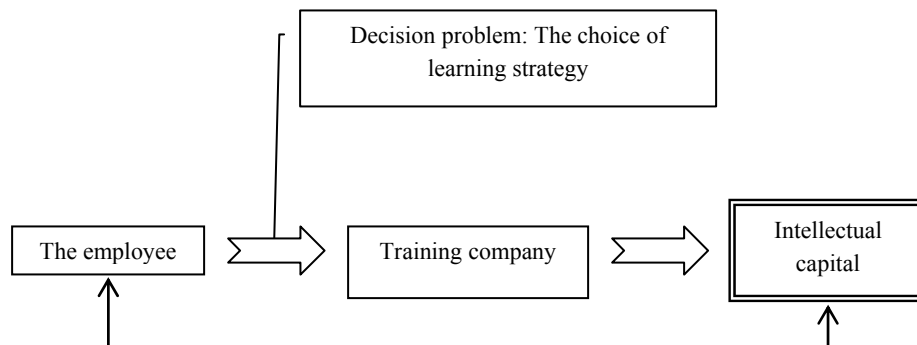 Decision problem: The choice of
learning strategy
The employee
Training company
Intellectual
capital